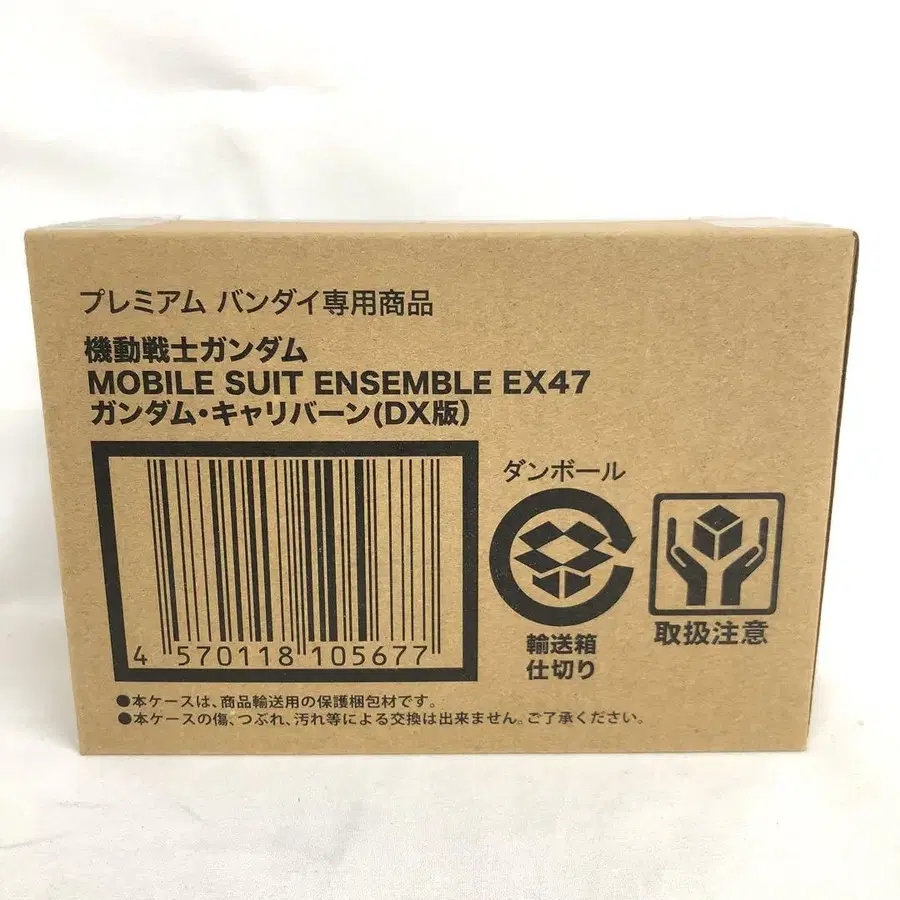 プレミアム バンダイ専用商品
機動戦士ガンダム
MOBILE SUIT ENSEMBLE EX47
ガンダム・キャリバーン(DX版)
ダンボール
輸送箱
仕切り
取扱注意
4 570118 105677
●本ケースは、商品輸送用の保護梱包材です。
●本ケースの傷、つぶれ、汚れ等による交換は出来ません。ご了承ください。